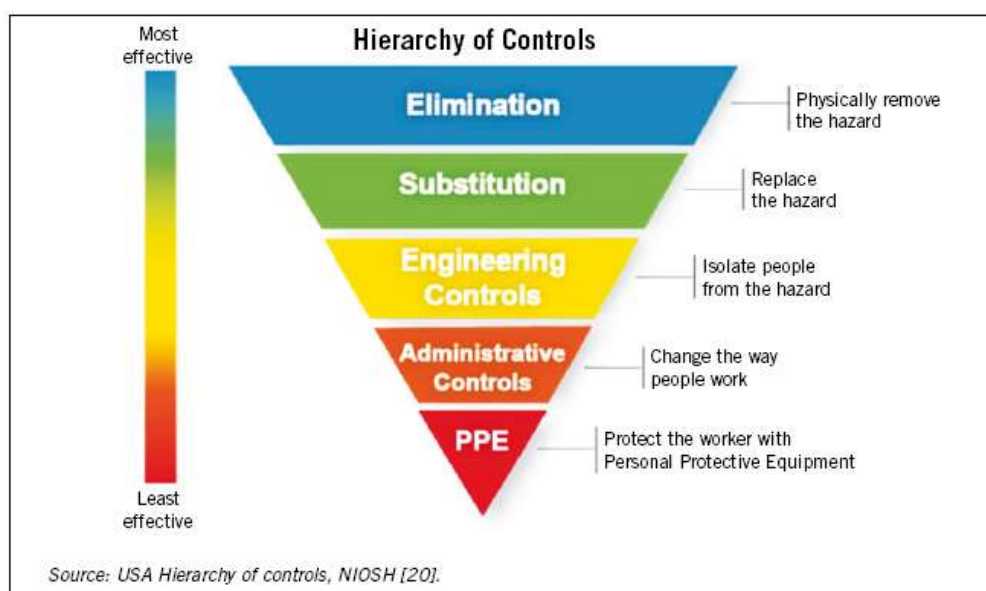 Most
effective
Hierarchy of Controls
Elimination
Physically remove
the hazard
Substitution
Replace
the hazard
Engineering
Controls
Isolate people
from the hazard
Administrative
Controls
Change the way
people work
PPE
Protect the worker with
Personal Protective Equipment
Least
effective
Source: USA Hierarchy of controls, NIOSH [20].